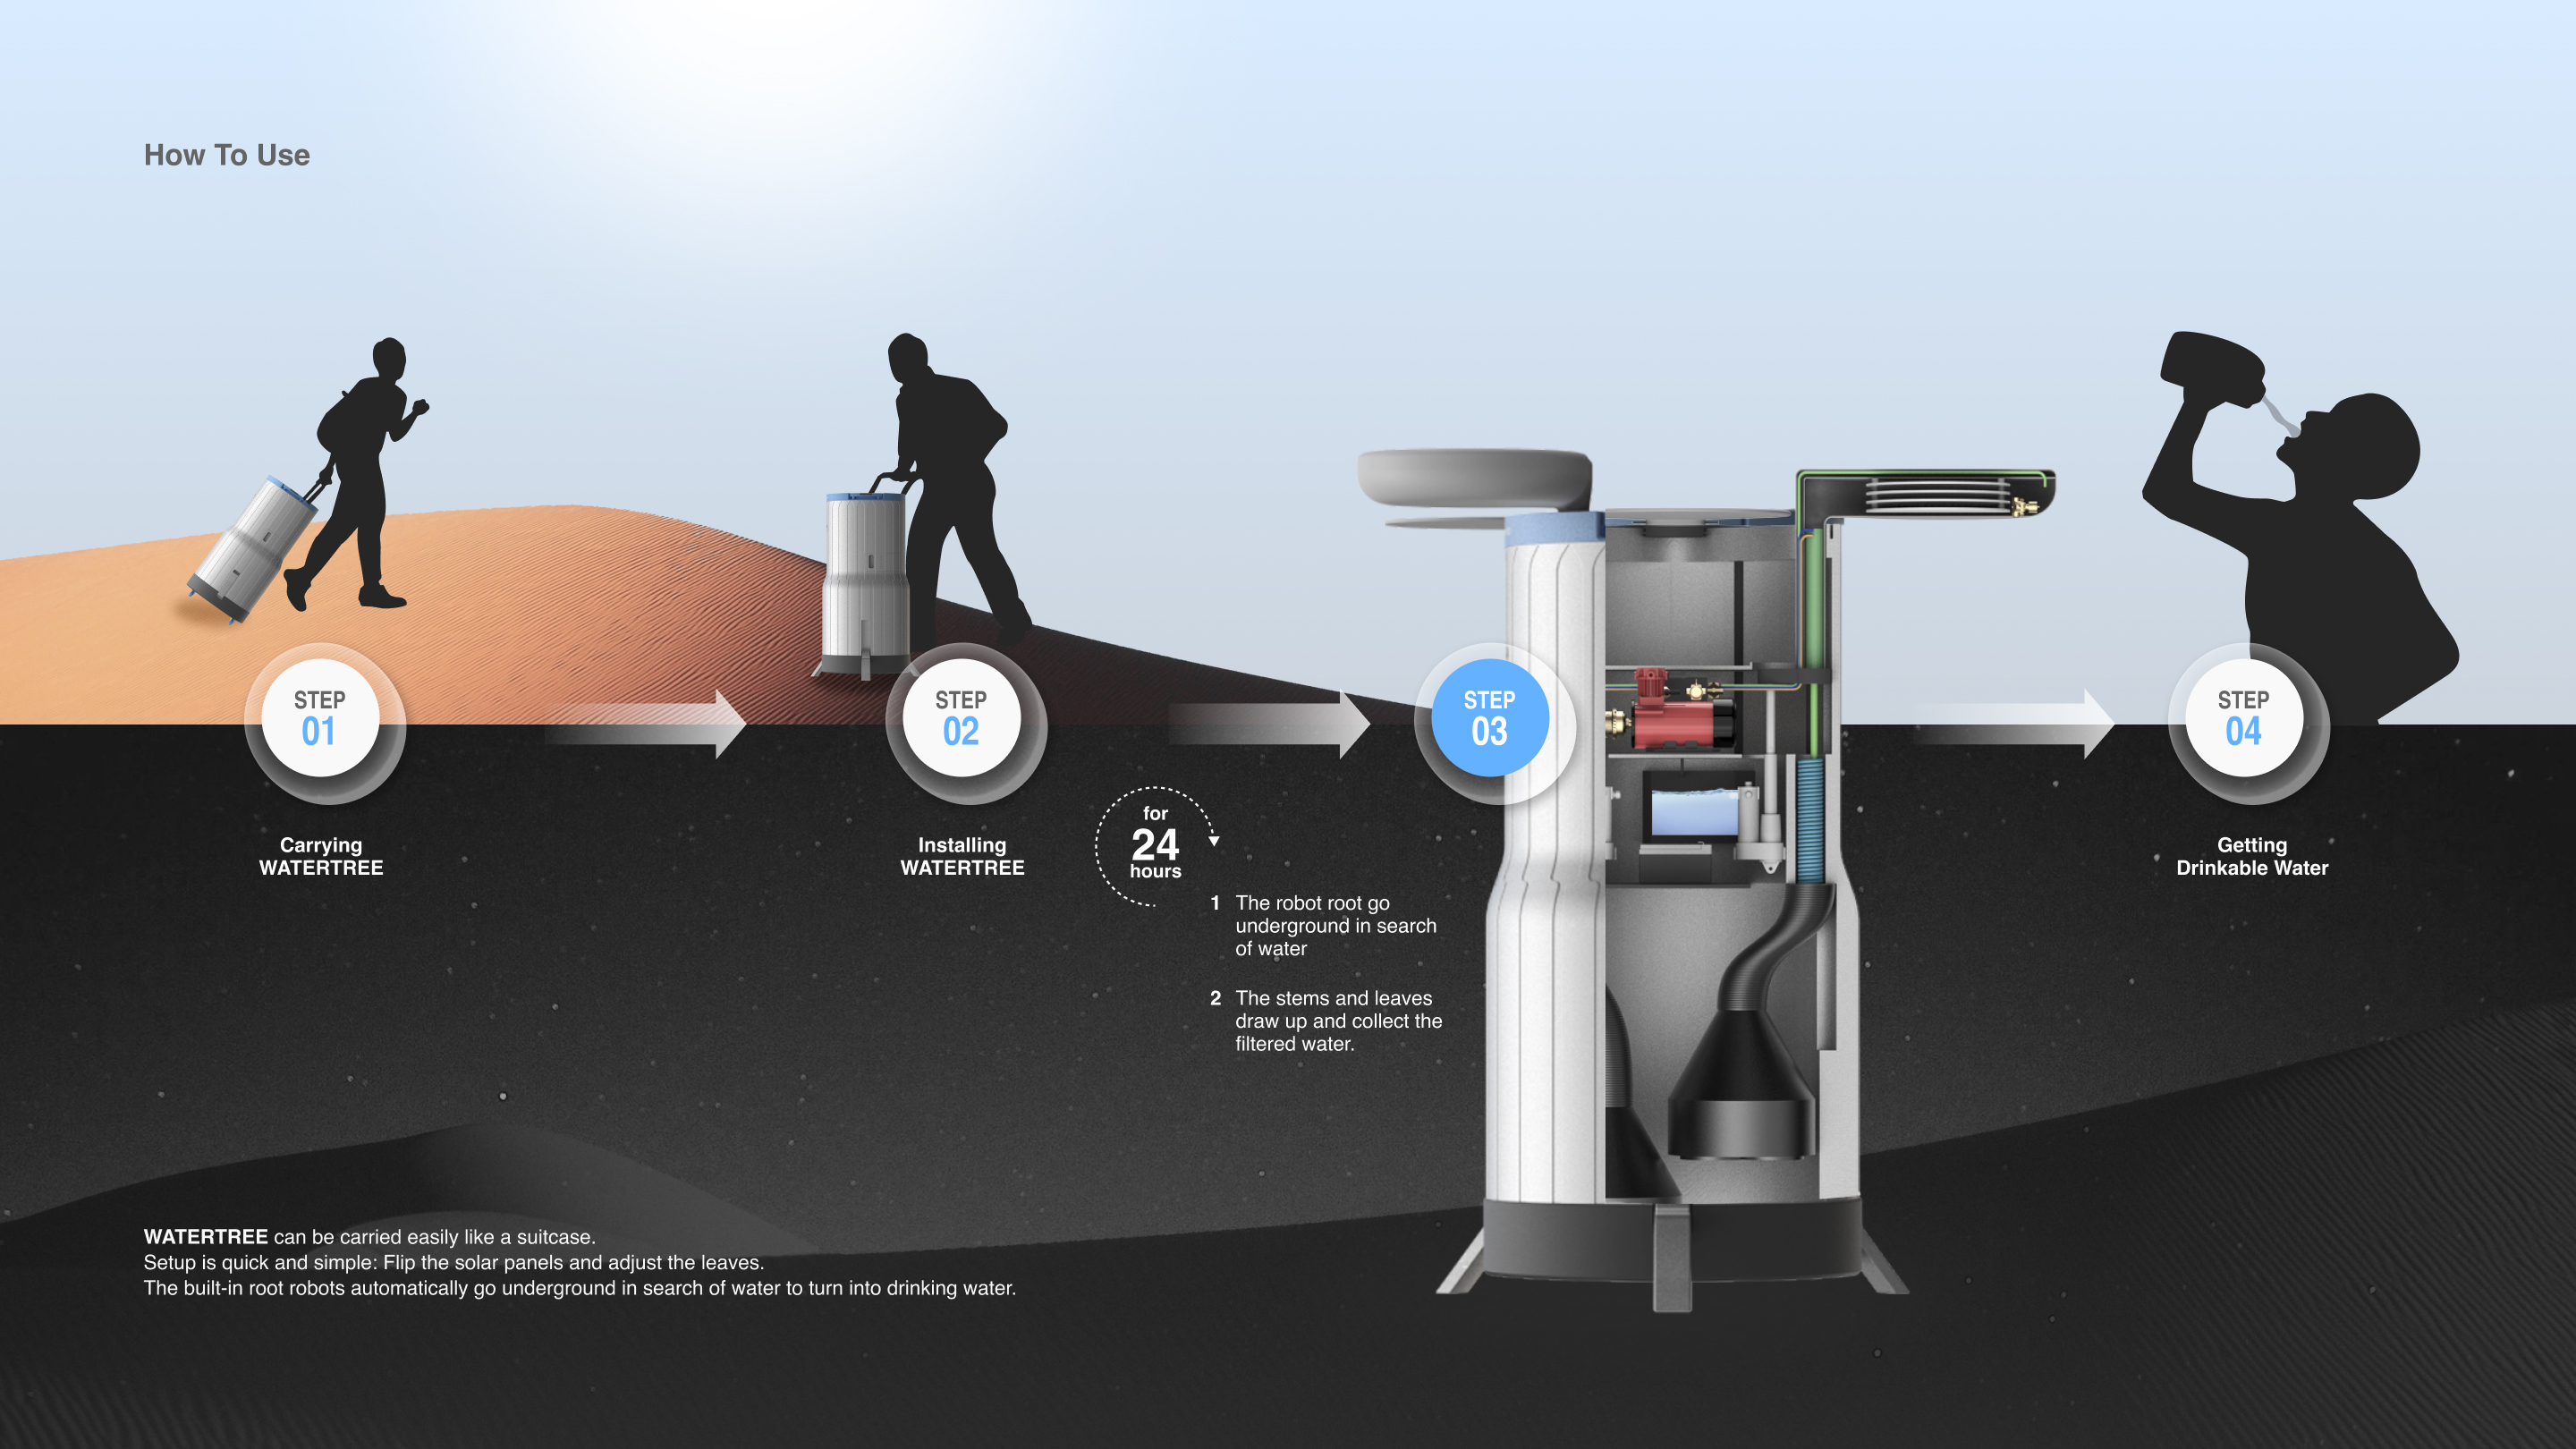 How To Use
STEP
01
Carrying
WATERTREE
STEP
02
Installing
WATERTREE
for
24
hours
STEP
03
1 The robot root go
underground in search
of water
2 The stems and leaves
draw up and collect the
filtered water.
STEP
04
Getting
Drinkable Water
WATERTREE can be carried easily like a suitcase.
Setup is quick and simple: Flip the solar panels and adjust the leaves.
The built-in root robots automatically go underground in search of water to turn into drinking water.